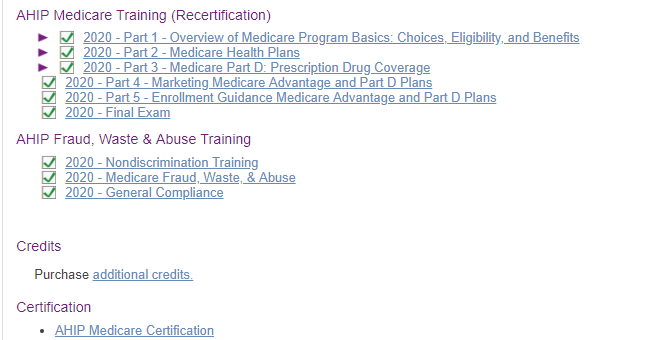 AHIP Medicare Training (Recertification)
2020 - Part 1 - Overview of Medicare Program Basics: Choices, Eligibility, and Benefits
2020 - Part 2 - Medicare Health Plans
2020 - Part 3 - Medicare Part D: Prescription Drug Coverage
2020 - Part 4 - Marketing Medicare Advantage and Part D Plans
2020 - Part 5 - Enrollment Guidance Medicare Advantage and Part D Plans
2020 - Final Exam
AHIP Fraud, Waste & Abuse Training
2020 - Nondiscrimination Training
2020 - Medicare Fraud, Waste, & Abuse
2020 - General Compliance
Credits
Purchase additional credits.
Certification
AHIP Medicare Certification